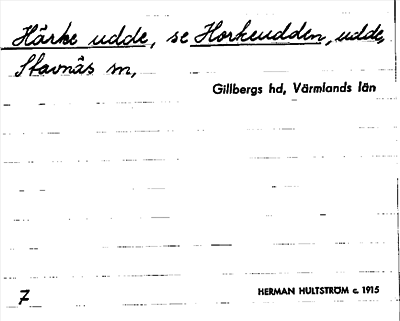 Härke udde, se Horkeudden, udde,
Stavnäs sn,
Gillbergs hd, Värmlands län
7
HERMAN HULTSTRÖM c. 1915